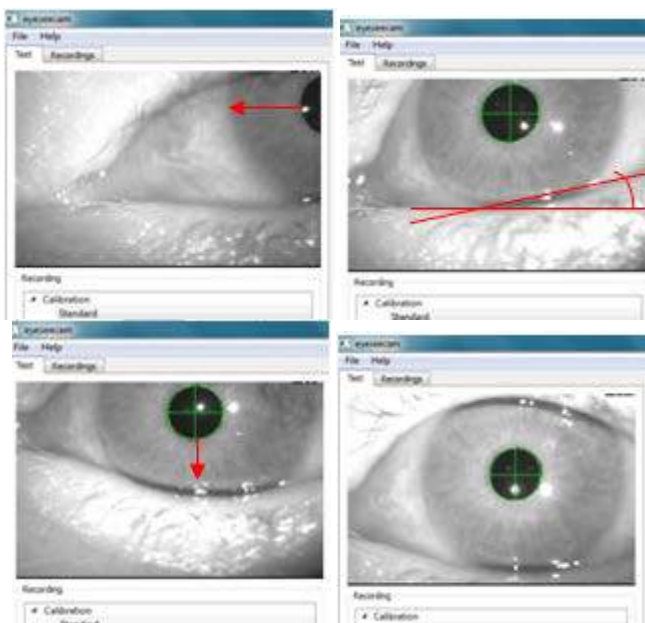 eyeseecam
File Help
Test Recordings
Recording
Calibration
Standard
eyeseecam
File Help
Test Recordings
Recording
Calibration
Standard
eyeseecam
File Help
Test Recordings
Recording
Calibration
eyeseecam
File Help
Test Recordings
Recording
Calibration